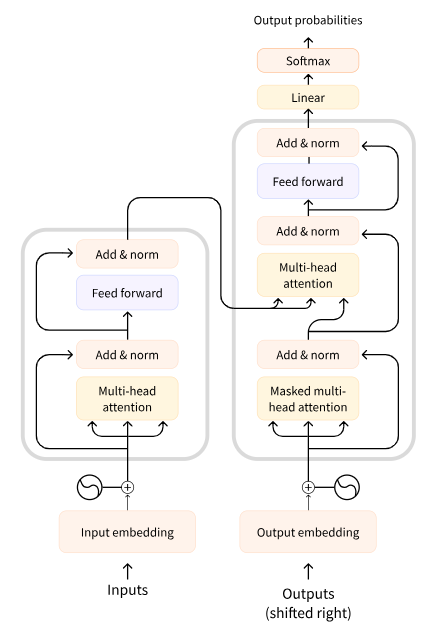 Output probabilities
Softmax
Linear
Add & norm
Feed forward
Add & norm
Multi-head
attention
Add & norm
Masked multi-
head attention
Add & norm
Feed forward
Add & norm
Multi-head
attention
Input embedding
Output embedding
Inputs
Outputs
(shifted right)